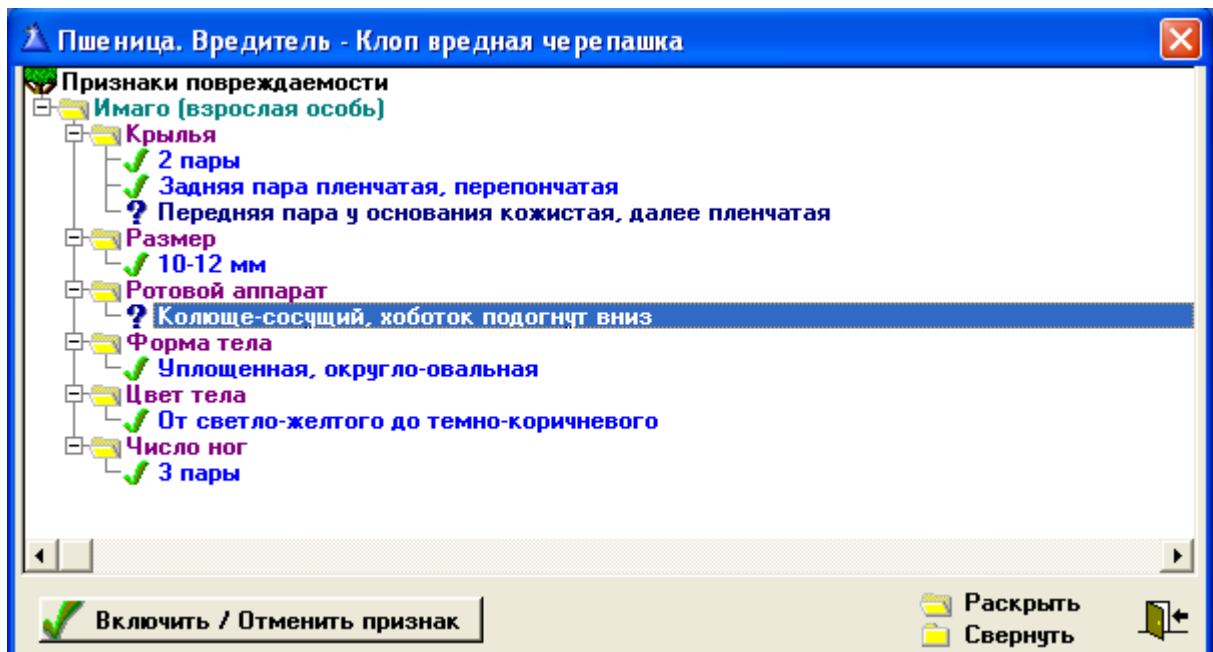 Пшеница. Вредитель - Клоп вредная черепашка
Признаки повреждаемости
Имаго (взрослая особь)
Крылья
2 пары
Задняя пара пленчатая, перепончатая
? Передняя пара у основания кожистая, далее пленчатая
Размер
10-12 мм
Ротовой аппарат
? Колюще-сосущий, хоботок подогнут вниз
Форма тела
Уплощенная, округло-овальная
Цвет тела
От светло-желтого до темно-коричневого
Число ног
3 пары
Включить / Отменить признак
Раскрыть
Свернуть